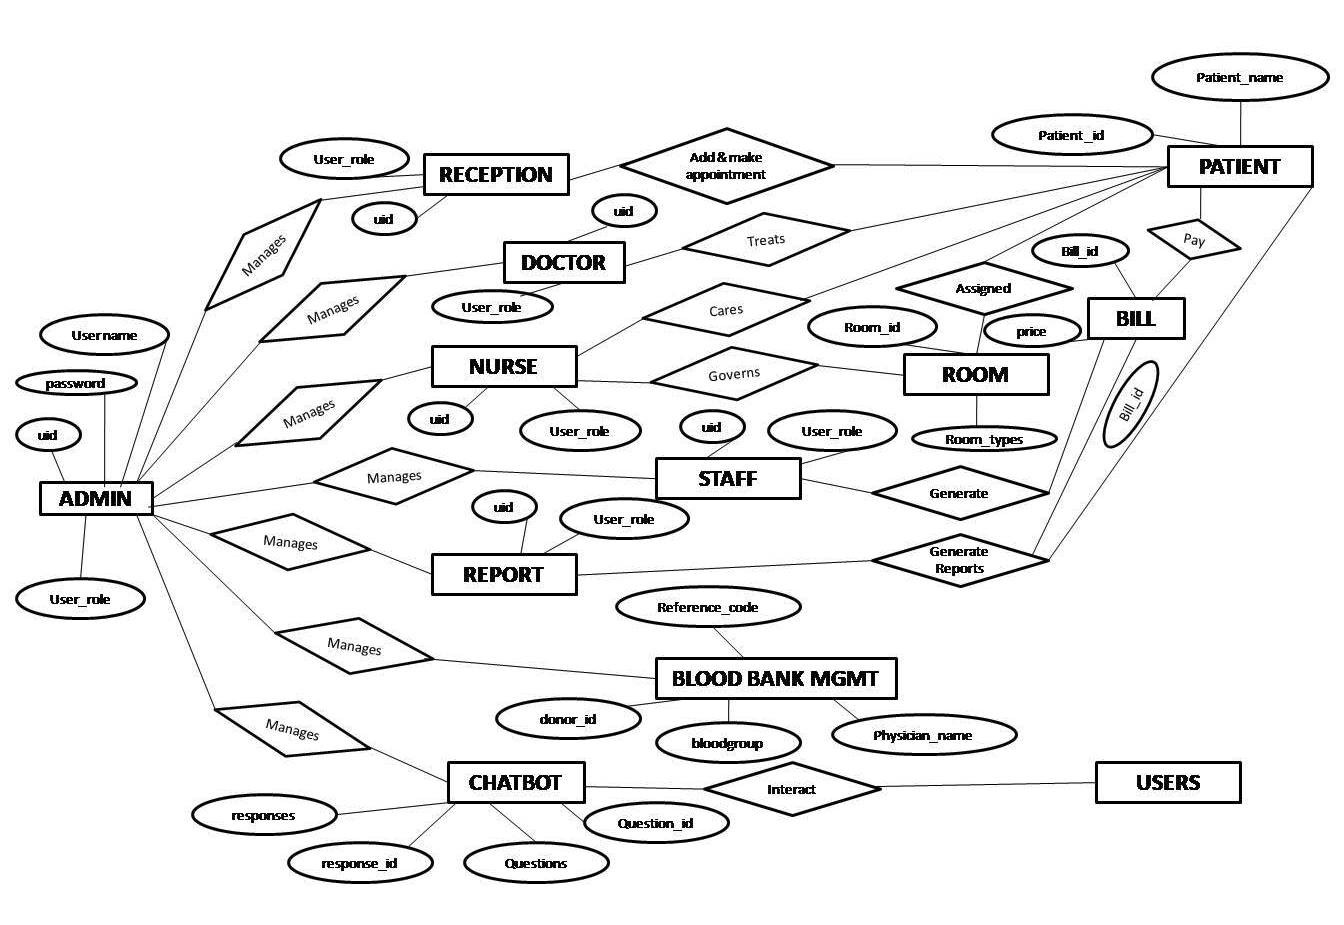 Patient_name
Patient_id
User_role
RECEPTION
Add & make
appointment
PATIENT
uid
uid
Manages
DOCTOR
Treats
Pay
Bill_id
User_role
Manages
Cares
Assigned
BILL
Username
Room_id
price
password
NURSE
Governs
ROOM
uid
Manages
uid
User_role
uid
User_role
Room_types
Bill_id
ADMIN
Manages
STAFF
Generate
uid
User_role
Manages
REPORT
Generate
Reports
User_role
Reference_code
Manages
BLOOD BANK MGMT
donor_id
bloodgroup
Physician_name
Manages
CHATBOT
Interact
USERS
responses
Question_id
response_id
Questions